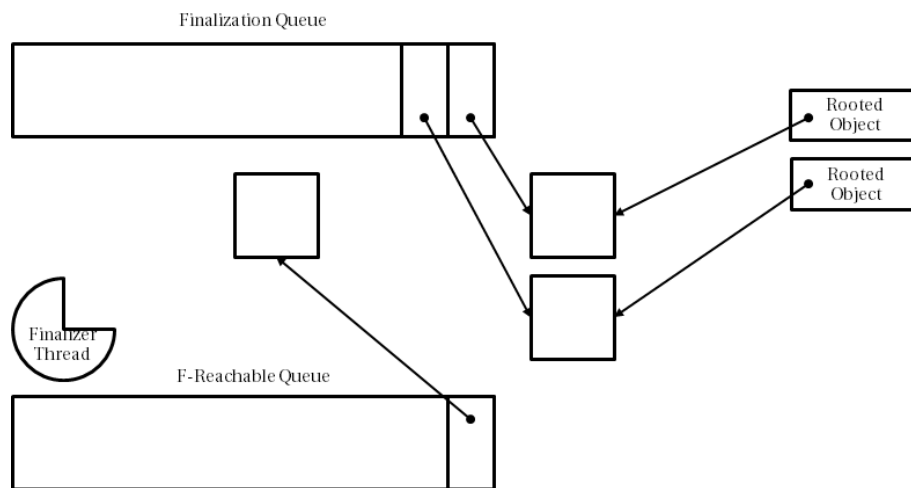 Finalization Queue
Rooted
Object
Rooted
Object
Finalizer
Thread
F-Reachable Queue